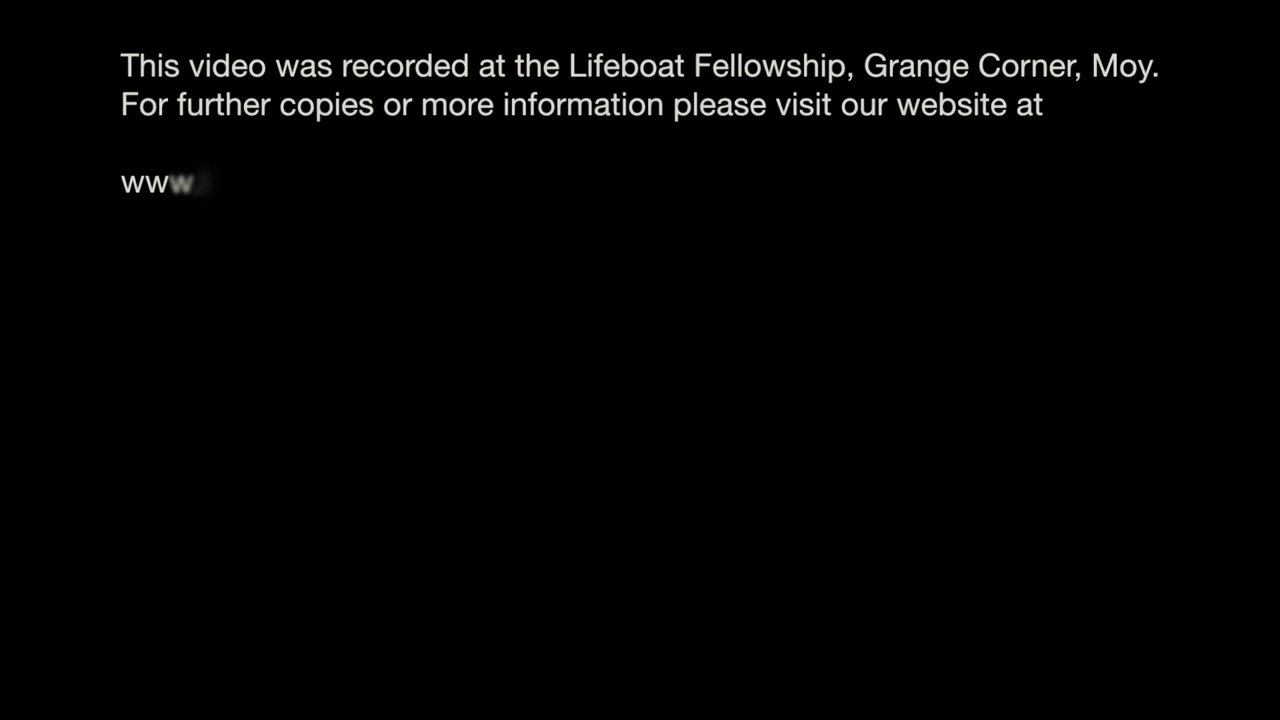 This video was recorded at the Lifeboat Fellowship, Grange Corner, Moy.
For further copies or more information please visit our website at
www